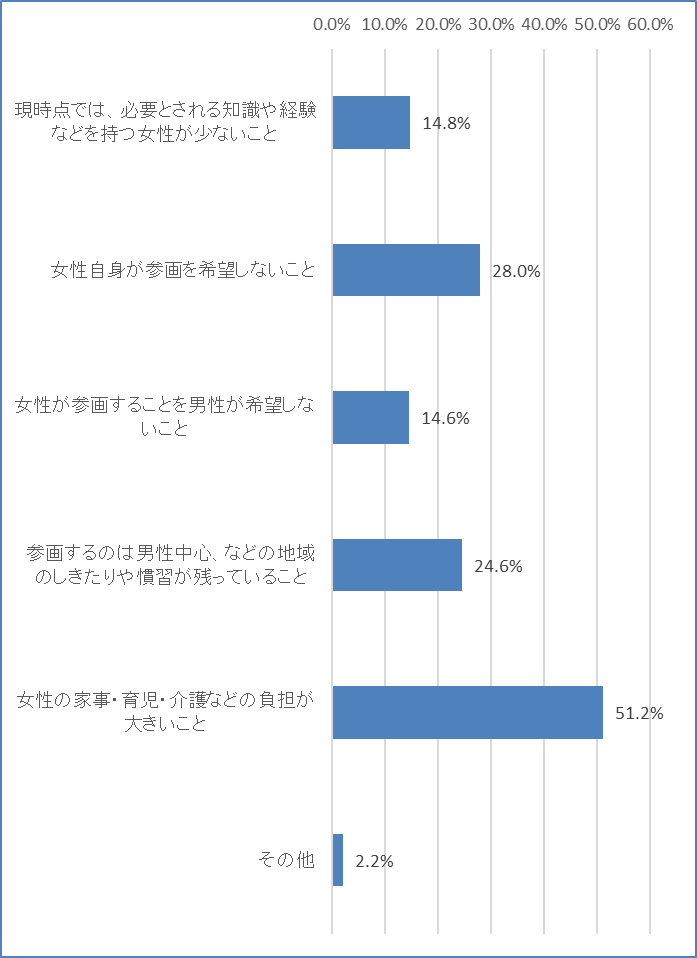 0.0% 10.0% 20.0% 30.0% 40.0% 50.0% 60.0%
現時点では、必要とされる知識や経験
などを持つ女性が少ないこと
14.8%
女性自身が参画を希望しないこと
28.0%
女性が参画することを男性が希望しな
いこと
14.6%
参画するのは男性中心、などの地域
のしきたりや慣習が残っていること
24.6%
女性の家事・育児・介護などの負担が
大きいこと
51.2%
その他
2.2%